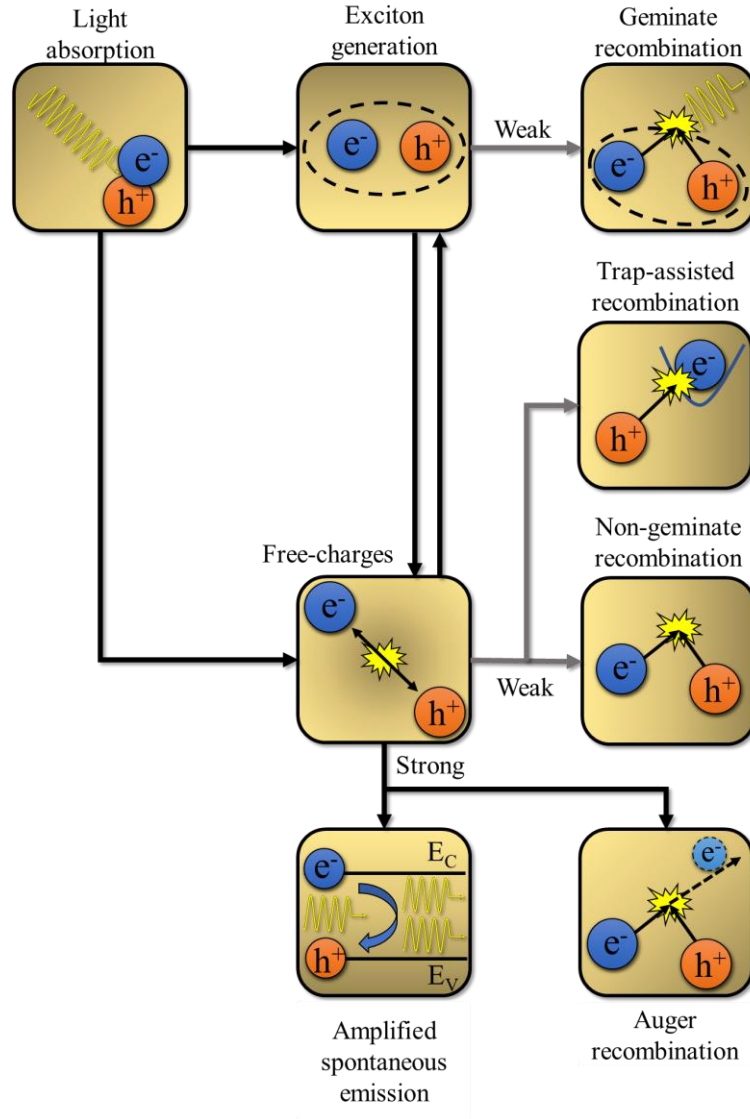 Light
absorption
Exciton
generation
Geminate
recombination
e-
h+
e-
h+
Weak
e-
h+
Trap-assisted
recombination
e-
h+
Free-charges
Non-geminate
recombination
e-
h+
Weak
e-
h+
Strong
e-
EC
h+
EV
e-
e-
h+
Amplified
spontaneous
emission
Auger
recombination